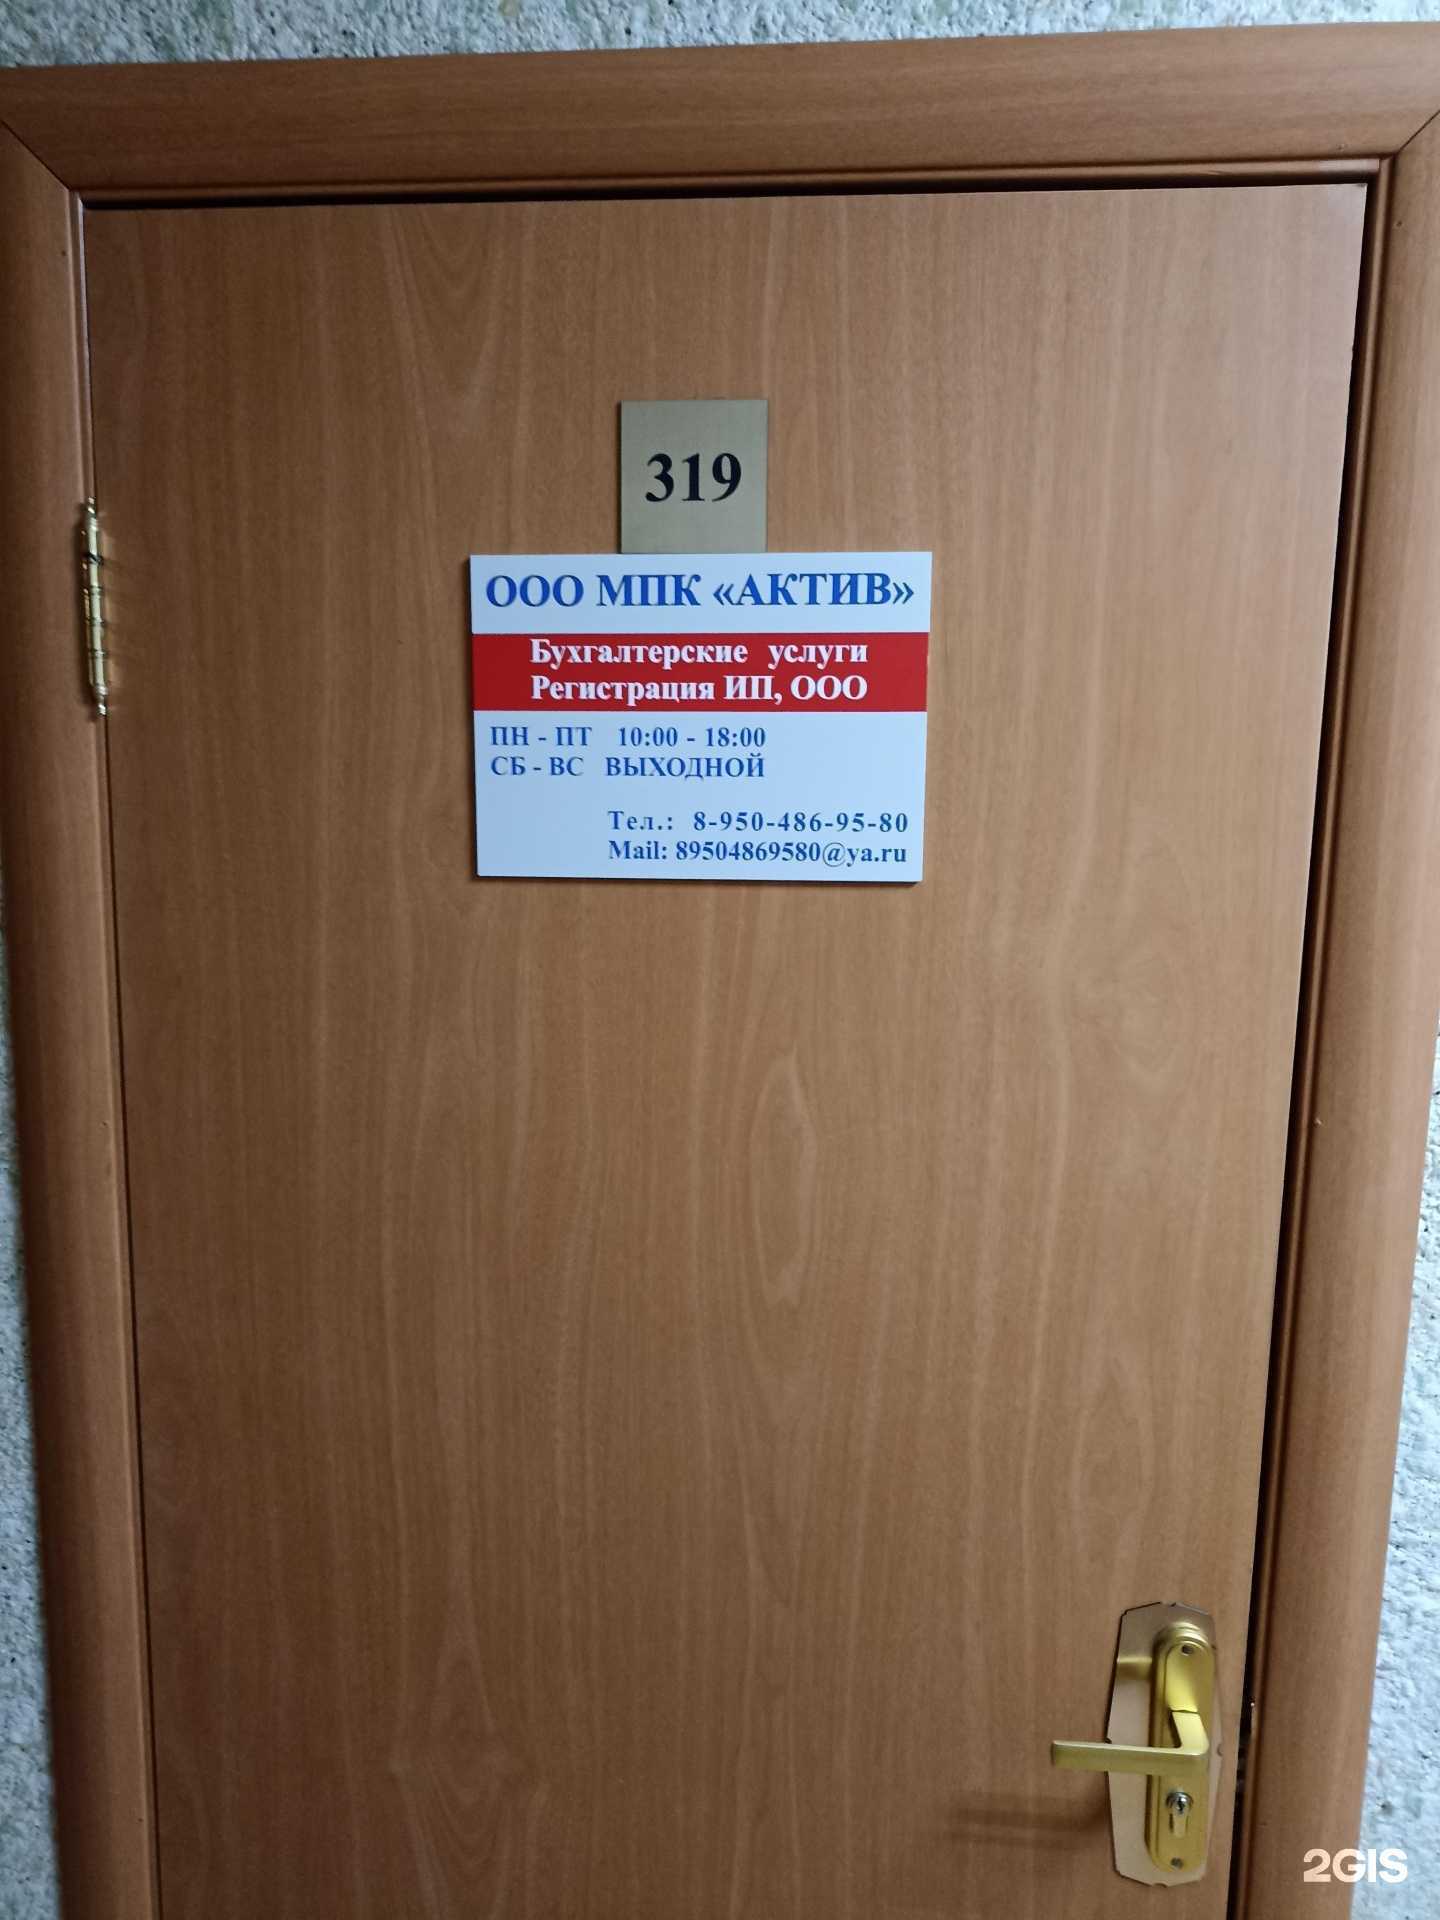 319
ООО МПК «АКТИВ»
Бухгалтерские услуги
Регистрация ИП, ООО
ПН - ПТ 10:00 - 18:00
СБ - ВС ВЫХОДНОЙ
Тел.: 8-950-486-95-80
Mail: 89504869580@ya.ru
2GIS